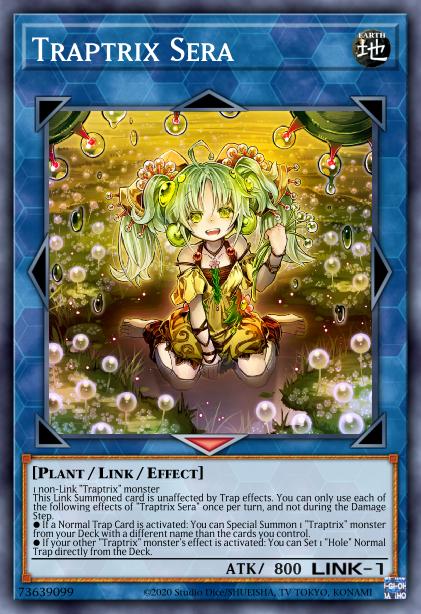 TRAPTRIX SERA
EARTH
地
[PLANT / LINK / EFFECT]
1 non-Link "Traptrix" monster
This Link Summoned card is unaffected by Trap effects. You can only use each of
the following effects of "Traptrix Sera" once per turn, and not during the Damage
Step.
● If a Normal Trap Card is activated: You can Special Summon 1 "Traptrix" monster
from your Deck with a different name than the cards you control.
● If your other "Traptrix" monster's effect is activated: You can Set 1 "Hole" Normal
Trap directly from the Deck.
ATK/ 800 LINK-1
73639099
©2020 Studio Dice/SHUEISHA, TV TOKYO, KONAMI